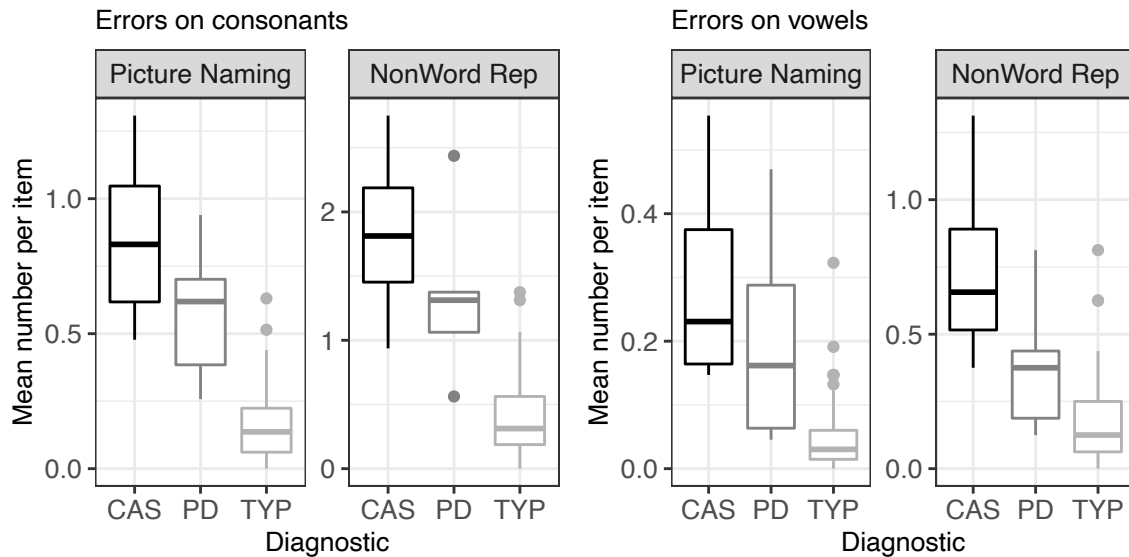 Errors on consonants
Picture Naming
NonWord Rep
Mean number per item
1.0
0.5
0.0
2
1
0
CAS PD TYP
CAS PD TYP
Diagnostic
Errors on vowels
Picture Naming
NonWord Rep
Mean number per item
0.4
0.2
0.0
1.0
0.5
0.0
CAS PD TYP
CAS PD TYP
Diagnostic